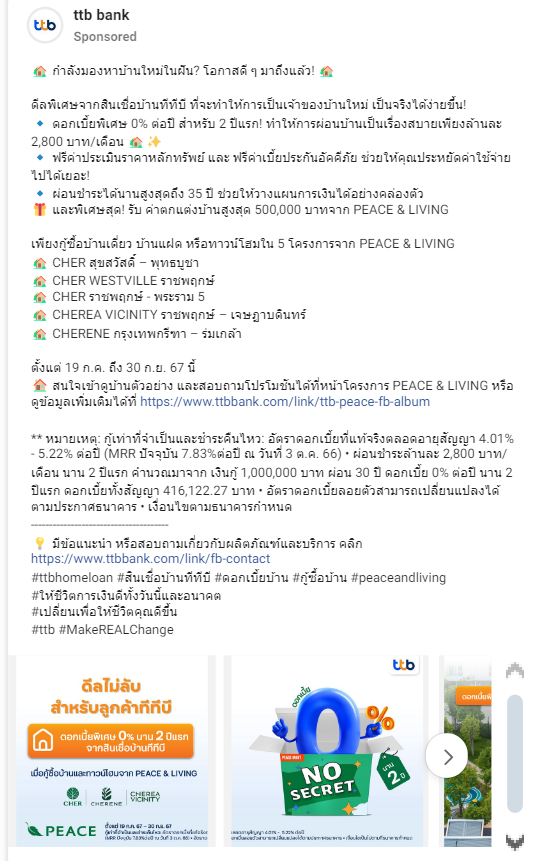 ttb bank
Sponsored
🏡 กำลังมองหาบ้านใหม่ในฝัน? โอกาสดี ๆ มาถึงแล้ว! 🏡
ดีลพิเศษจากสินเชื่อบ้านทีทีบี ที่จะทำให้การเป็นเจ้าของบ้านใหม่ เป็นจริงได้ง่ายขึ้น!
🔹 ดอกเบี้ยพิเศษ 0% ต่อปี สำหรับ 2 ปีแรก! ทำให้การผ่อนบ้านเป็นเรื่องสบายเพียงล้านละ
2,800 บาท/เดือน 🏡✨
🔹 ฟรีค่าประเมินราคาหลักทรัพย์ และ ฟรีค่าเบี้ยประกันอัคคีภัย ช่วยให้คุณประหยัดค่าใช้จ่าย
ไปได้เยอะ!
🔹 ผ่อนชำระได้นานสูงสุดถึง 35 ปี ช่วยให้วางแผนการเงินได้อย่างคล่องตัว
🎁 และพิเศษสุด! รับ ค่าตกแต่งบ้านสูงสุด 500,000 บาทจาก PEACE & LIVING
เพียงกู้ซื้อบ้านเดี่ยว บ้านแฝด หรือทาวน์โฮมใน 5 โครงการจาก PEACE & LIVING
🏡 CHER สุขสวัสดิ์ – พุทธบูชา
🏡 CHER WESTVILLE ราชพฤกษ์
🏡 CHER ราชพฤกษ์ - พระราม 5
🏡 CHEREA VICINITY ราชพฤกษ์ – เจษฎาบดินทร์
🏡 CHERENE กรุงเทพกรีฑา – ร่มเกล้า
ตั้งแต่ 19 ก.ค. ถึง 30 ก.ย. 67 นี้
🏠 สนใจเข้าดูบ้านตัวอย่าง และสอบถามโปรโมชันได้ที่หน้าโครงการ PEACE & LIVING หรือ
ดูข้อมูลเพิ่มเติมได้ที่ https://www.ttbbank.com/link/ttb-peace-fb-album
** หมายเหตุ: กู้เท่าที่จำเป็นและชำระคืนไหว: อัตราดอกเบี้ยที่แท้จริงตลอดอายุสัญญา 4.01%
- 5.22% ต่อปี (MRR ปัจจุบัน 7.83%ต่อปี ณ วันที่ 3 ต.ค. 66) • ผ่อนชำระล้านละ 2,800 บาท/
เดือน นาน 2 ปีแรก คำนวณมาจาก เงินกู้ 1,000,000 บาท ผ่อน 30 ปี ดอกเบี้ย 0% ต่อปี นาน 2
ปีแรก ดอกเบี้ยทั้งสัญญา 416,122.27 บาท • อัตราดอกเบี้ยลอยตัวสามารถเปลี่ยนแปลงได้
ตามประกาศธนาคาร • เงื่อนไขตามธนาคารกำหนด
--------------------------------------
💡 มีข้อแนะนำ หรือสอบถามเกี่ยวกับผลิตภัณฑ์และบริการ คลิก
https://www.ttbbank.com/link/fb-contact
#ttbhomeloan #สินเชื่อบ้านทีทีบี #ดอกเบี้ยบ้าน #กู้ซื้อบ้าน #peaceandliving
#ให้ชีวิตการเงินดีทั้งวันนี้และอนาคต
#เปลี่ยนเพื่อให้ชีวิตคุณดีขึ้น
#ttb #MakeREALChange
ดีลไม่ลับ
สำหรับลูกค้าทีทีบี
ดอกเบี้ยพิเศษ 0% นาน 2 ปีแรก
จากสินเชื่อบ้านทีทีบี
เมื่อกู้ซื้อบ้านและทาวน์โฮมจาก PEACE & LIVING
CHER CHERENE CHEREA VICINITY
PEACE
ตั้งแต่ 19 ก.ค. 67 - 30 ก.ย. 67
ttb
ดอกเบี้ย
0%
NO
SECRET
นาน
2 ปี